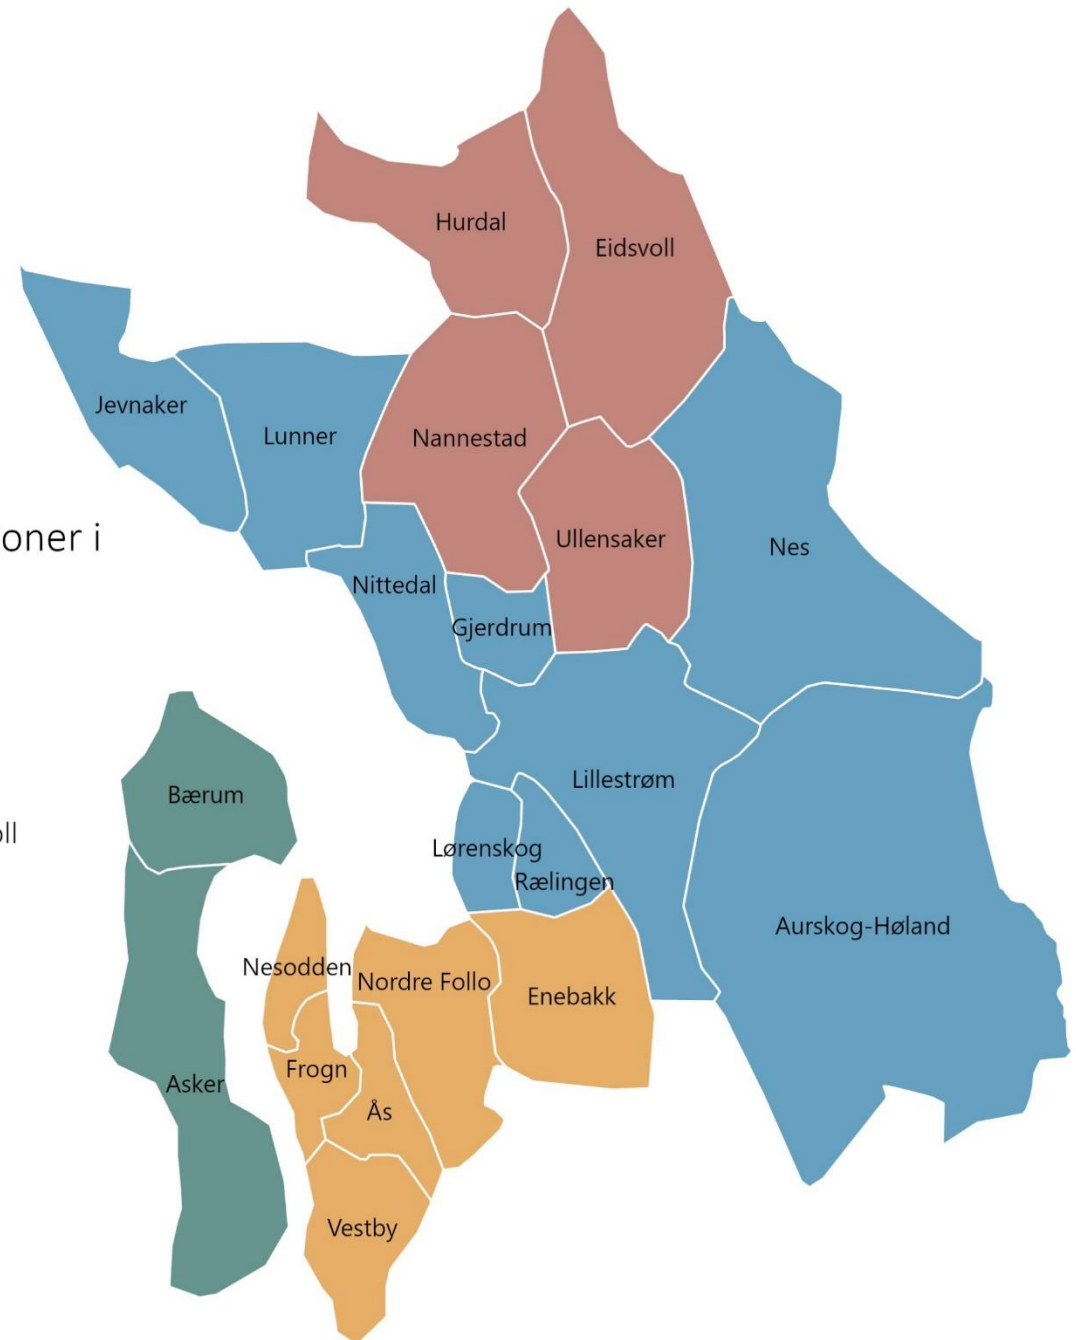 Hurdal
Eidsvoll
Jevnaker
Lunner
Nannestad
oner i
Ullensaker
Nes
Nittedal
Gjerdrum
Lillestrøm
Bærum
oll
Lørenskog
Rælingen
Aurskog-Høland
Nesodden
Nordre Follo
Enebakk
Frogn
Asker
Ås
Vestby